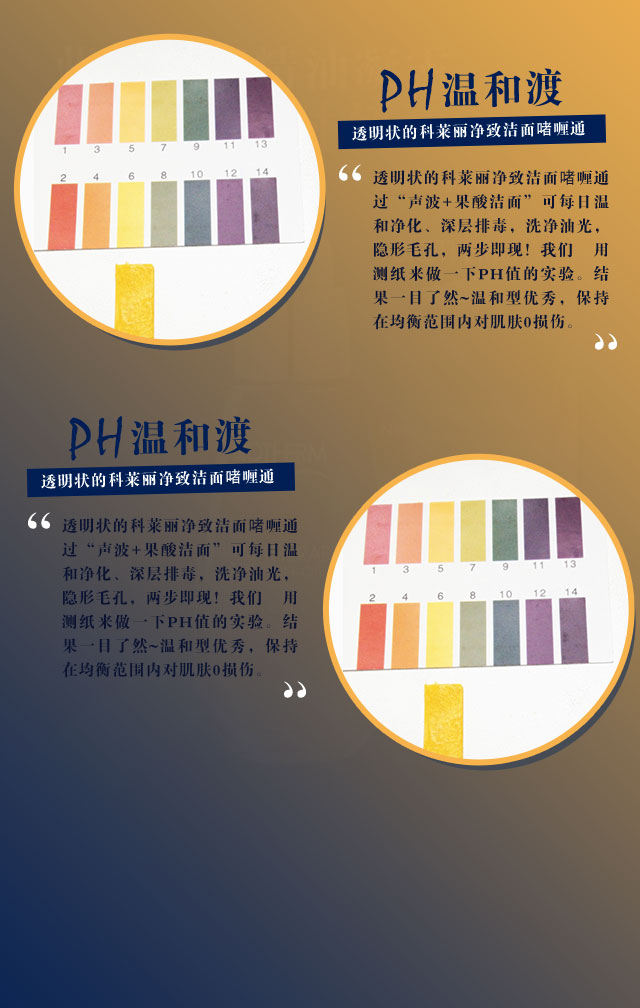 PH温和渡
透明状的科莱丽净致洁面啫喱通
1 3 5 7 9 11 13
2 4 6 8 10 12 14
“
透明状的科莱丽净致洁面啫喱通
过“声波+果酸洁面”可每日温
和净化、深层排毒，洗净油光，
隐形毛孔，两步即现！我们 用
测纸来做一下PH值的实验。结
果一目了然~温和型优秀，保持
在均衡范围内对肌肤0损伤。
”
PH温和渡
透明状的科莱丽净致洁面啫喱通
“
透明状的科莱丽净致洁面啫喱通
过“声波+果酸洁面”可每日温
和净化、深层排毒，洗净油光，
隐形毛孔，两步即现！我们 用
测纸来做一下PH值的实验。结
果一目了然~温和型优秀，保持
在均衡范围内对肌肤0损伤。
”
1 3 5 7 9 11 13
2 4 6 8 10 12 14